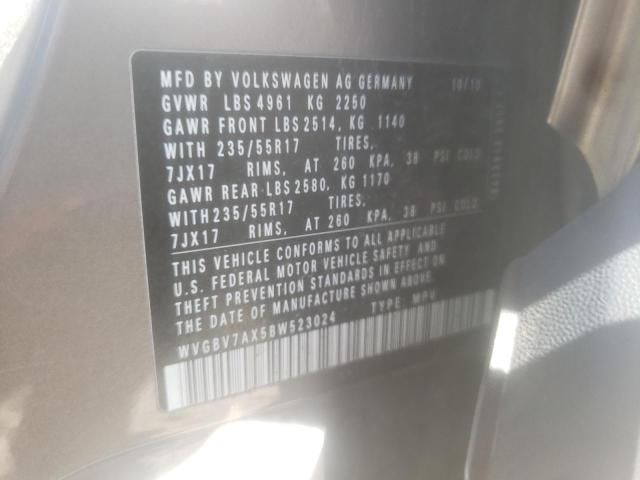 MFD BY VOLKSWAGEN AG GERMANY 10/10
GVWR LBS 4961 KG 2250
GAWR FRONT LBS 2514, KG 1140
WITH 235/55R17 TIRES,
7JX17 RIMS, AT 260 KPA, 38 PSI COLD
GAWR REAR LBS 2580, KG 1170
WITH 235/55R17 TIRES,
7JX17 RIMS, AT 260 KPA, 38 PSI COLD
THIS VEHICLE CONFORMS TO ALL APPLICABLE
U.S. FEDERAL MOTOR VEHICLE SAFETY AND
THEFT PREVENTION STANDARDS IN EFFECT ON
THE DATE OF MANUFACTURE SHOWN ABOVE.
WVGBV7AX5BW523024 TYPE: MPV